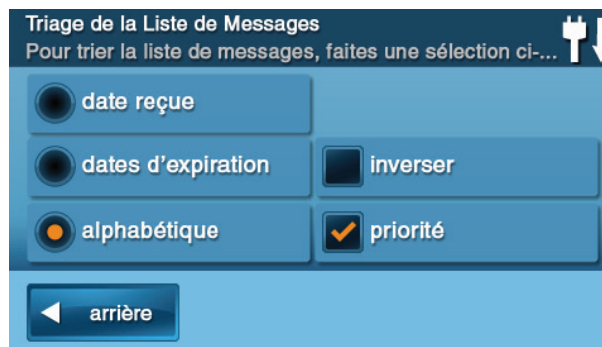 Triage de la Liste de Messages
Pour trier la liste de messages, faites une sélection ci-...
date reçue
dates d'expiration
inverser
alphabétique
priorité
arrière